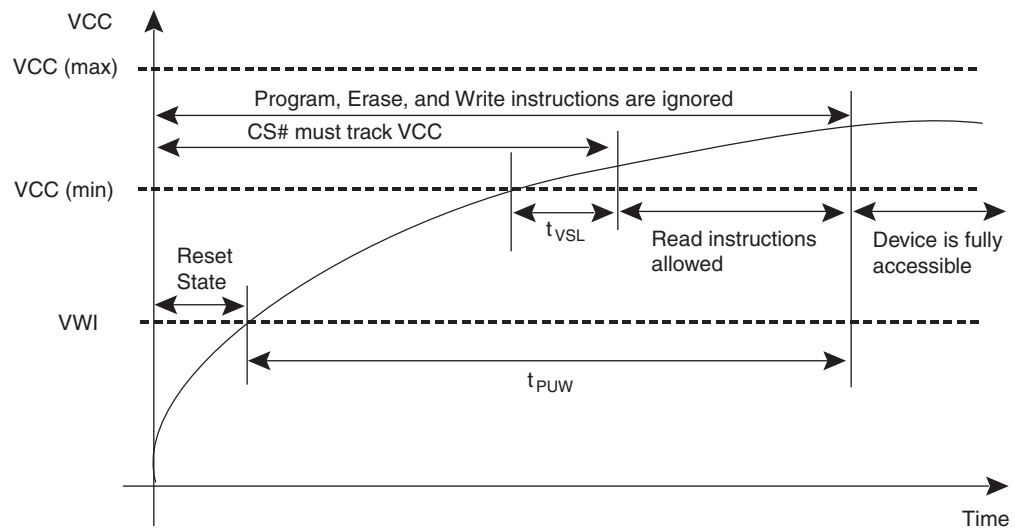 VCC
VCC (max)
Program, Erase, and Write instructions are ignored
CS# must track VCC
VCC (min)
tVSL
Read instructions
allowed
Device is fully
accessible
Reset
State
VWI
tPUW
Time